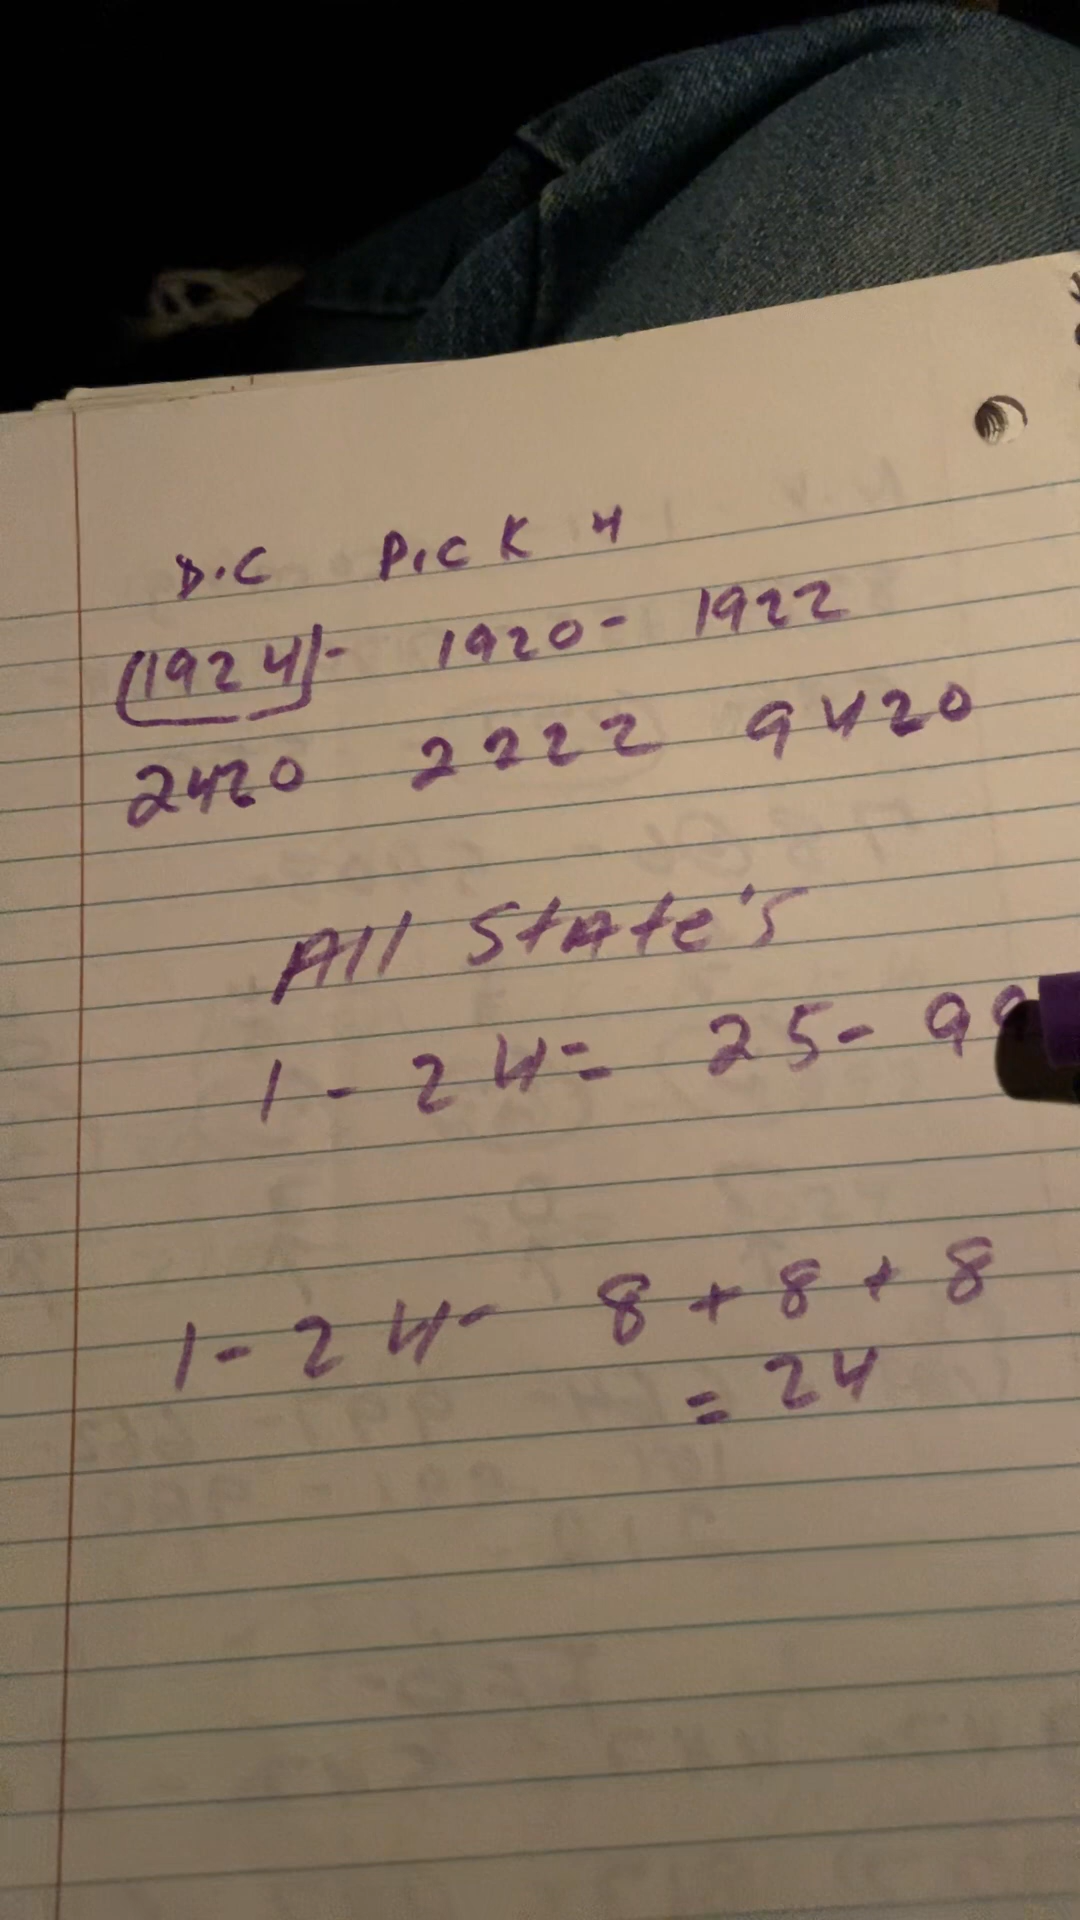 D.C PICK 4
(1924)- 1920- 1922
2420 2222 9420
All State's
1-24= 25-99
1-24- 8+8+8
= 24